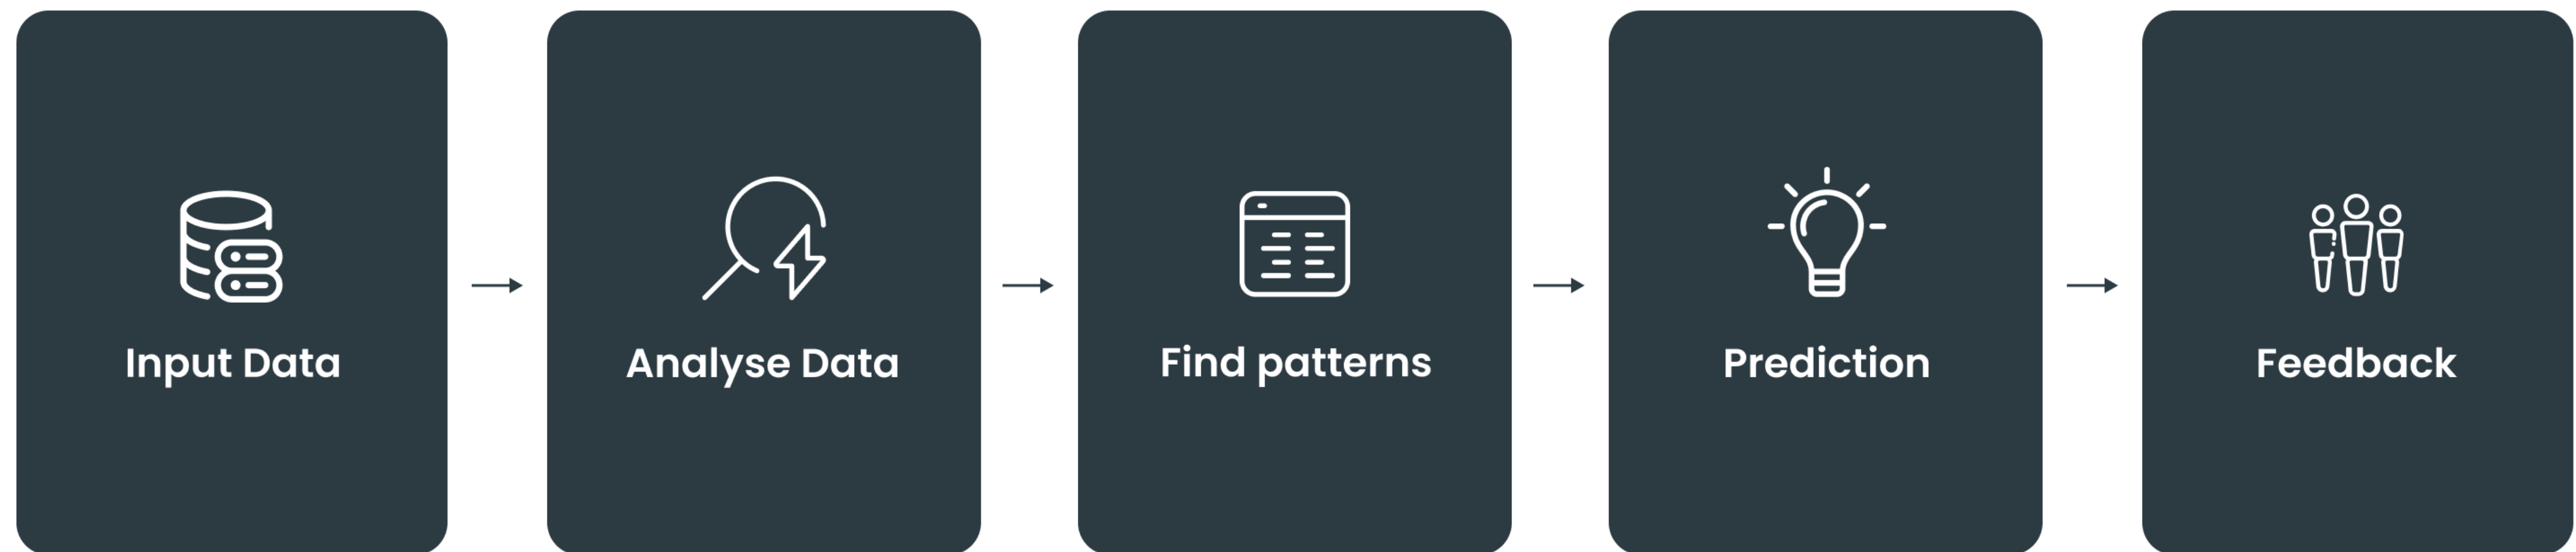 Input Data
Analyse Data
Find patterns
Prediction
Feedback